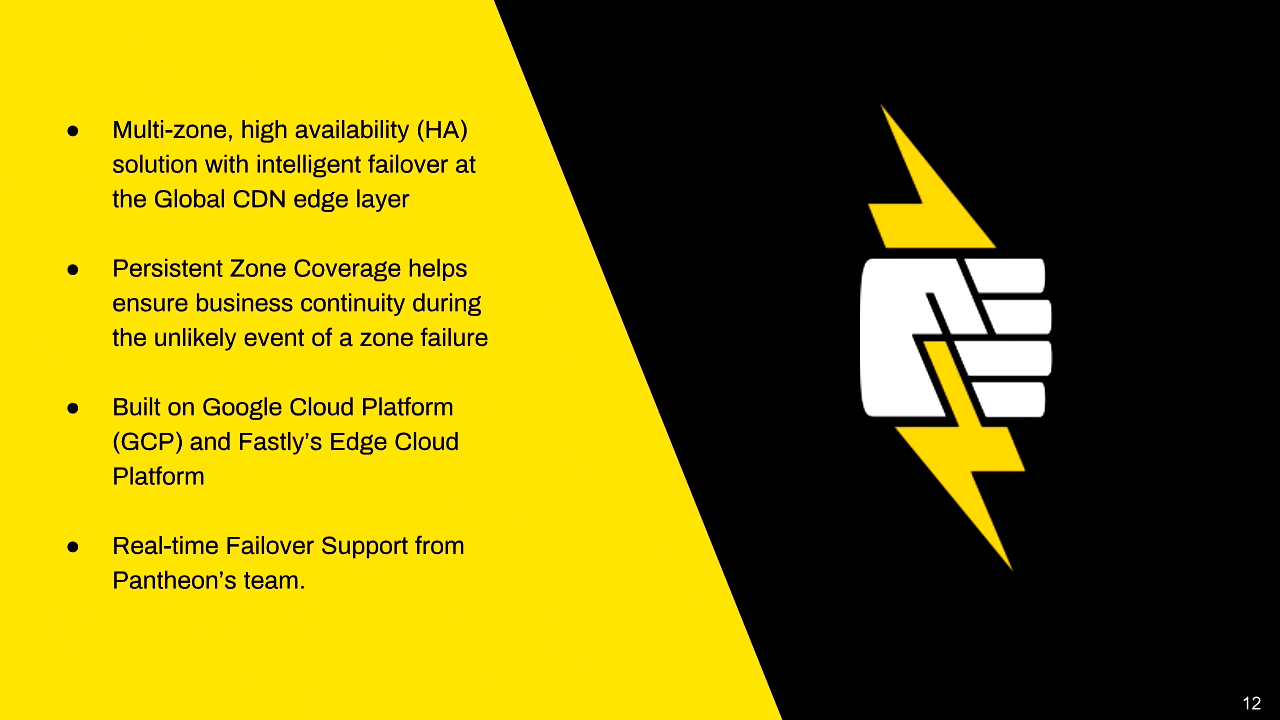 ● Multi-zone, high availability (HA)
solution with intelligent failover at
the Global CDN edge layer
● Persistent Zone Coverage helps
ensure business continuity during
the unlikely event of a zone failure
● Built on Google Cloud Platform
(GCP) and Fastly’s Edge Cloud
Platform
● Real-time Failover Support from
Pantheon’s team.
12